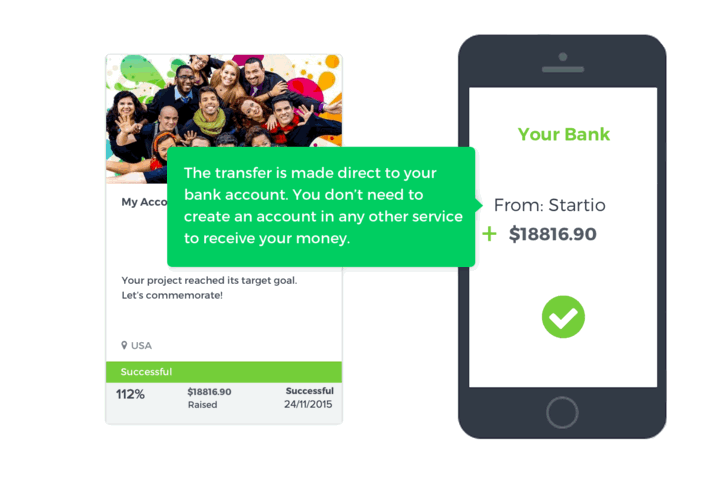 My Acco
The transfer is made direct to your
bank account. You don't need to
create an account in any other service
to receive your money.
Your project reached its target goal.
Let's commemorate!
USA
Successful
112%
$18816.90
Raised
Successful
24/11/2015
Your Bank
From: Startio
+ $18816.90